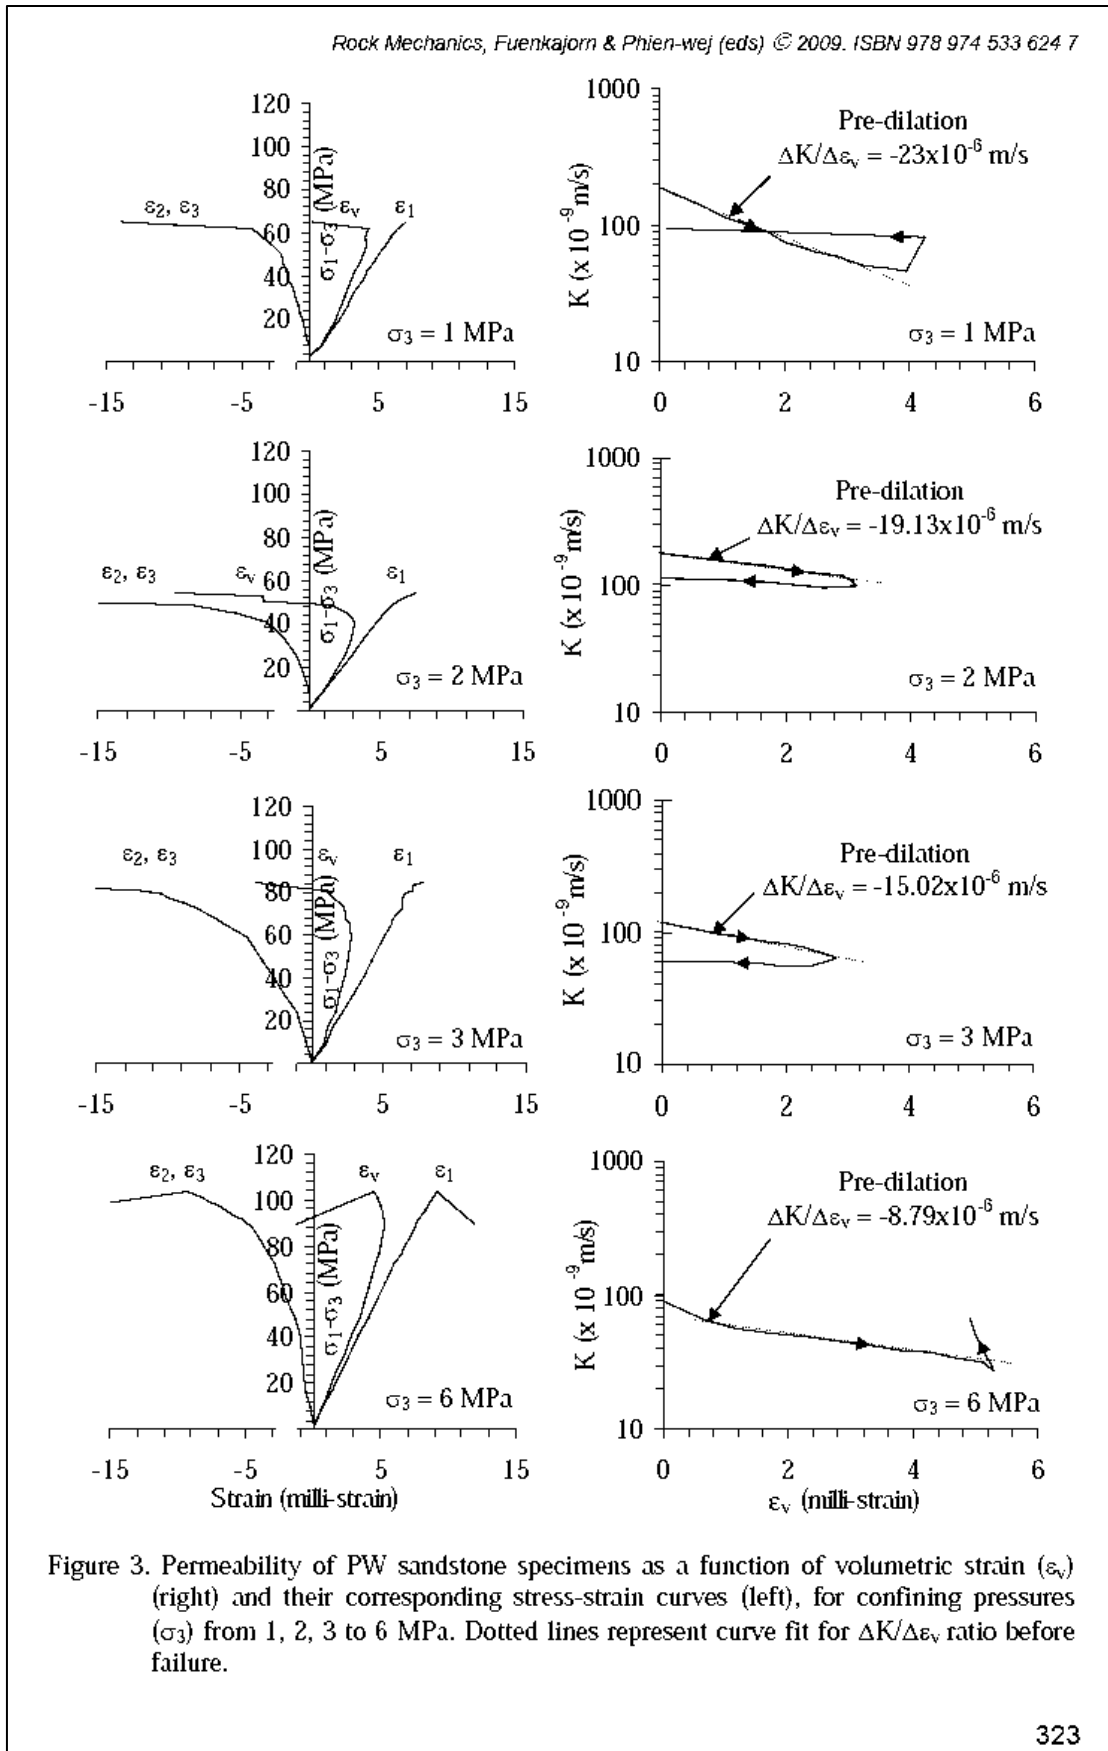 Rock Mechanics, Fuenkajorn & Phien-wej (eds) © 2009. ISBN 978 974 533 624 7
120
100
80
60
40
20
σ1-σ3 (MPa)
ε2, ε3
εv
ε1
σ3 = 1 MPa
-15 -5 5 15
1000
100
10
K (x 10-9 m/s)
Pre-dilation
ΔK/Δεv = -23x10-6 m/s
σ3 = 1 MPa
0 2 4 6
120
100
80
60
40
20
σ1-σ3 (MPa)
ε2, ε3
εv
ε1
σ3 = 2 MPa
-15 -5 5 15
1000
100
10
K (x 10-9 m/s)
Pre-dilation
ΔK/Δεv = -19.13x10-6 m/s
σ3 = 2 MPa
0 2 4 6
120
100
80
60
40
20
σ1-σ3 (MPa)
ε2, ε3
εv
ε1
σ3 = 3 MPa
-15 -5 5 15
1000
100
10
K (x 10-9 m/s)
Pre-dilation
ΔK/Δεv = -15.02x10-6 m/s
σ3 = 3 MPa
0 2 4 6
120
100
80
60
40
20
σ1-σ3 (MPa)
ε2, ε3
εv
ε1
σ3 = 6 MPa
-15 -5 5 15
Strain (milli-strain)
1000
100
10
K (x 10-9 m/s)
Pre-dilation
ΔK/Δεv = -8.79x10-6 m/s
σ3 = 6 MPa
0 2 4 6
εv (milli-strain)
Figure 3. Permeability of PW sandstone specimens as a function of volumetric strain (εv)
(right) and their corresponding stress-strain curves (left), for confining pressures
(σ3) from 1, 2, 3 to 6 MPa. Dotted lines represent curve fit for ΔK/Δεv ratio before
failure.
323